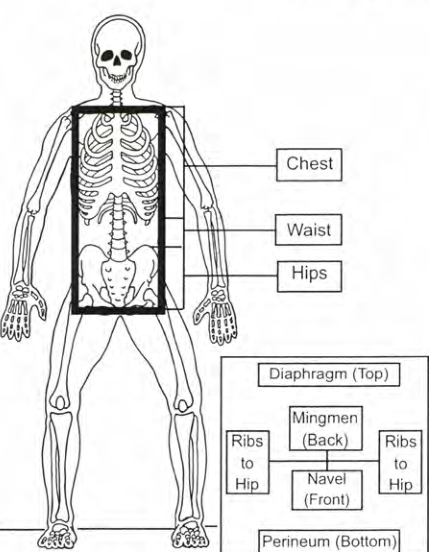 Chest
Waist
Hips
Diaphragm (Top)
Mingmen
(Back)
Ribs
to
Hip
Ribs
to
Hip
Navel
(Front)
Perineum (Bottom)